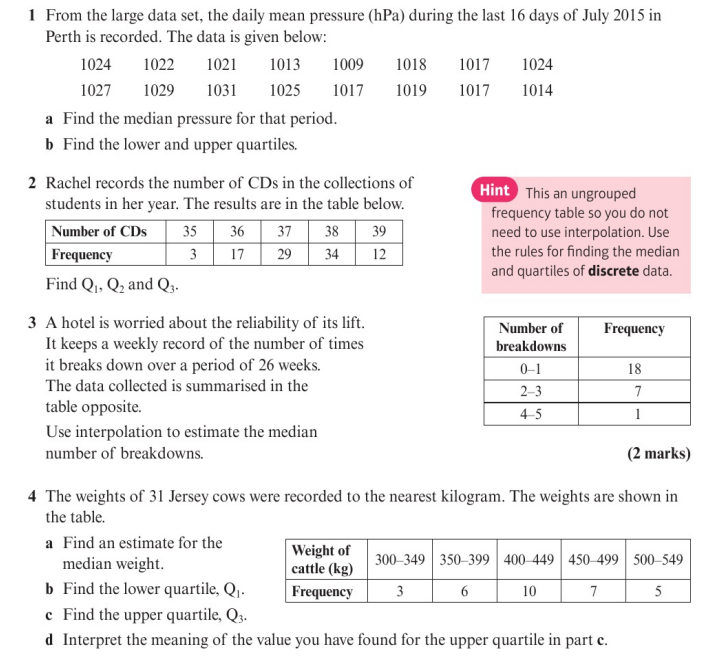 1 From the large data set, the daily mean pressure (hPa) during the last 16 days of July 2015 in
Perth is recorded. The data is given below:
1024 1022 1021 1013 1009 1018 1017 1024
1027 1029 1031 1025 1017 1019 1017 1014
a Find the median pressure for that period.
b Find the lower and upper quartiles.
2 Rachel records the number of CDs in the collections of
students in her year. The results are in the table below.
Number of CDs 35 36 37 38 39
Frequency 3 17 29 34 12
Find Q₁, Q₂ and Q₃.
Hint This an ungrouped
frequency table so you do not
need to use interpolation. Use
the rules for finding the median
and quartiles of discrete data.
3 A hotel is worried about the reliability of its lift.
It keeps a weekly record of the number of times
it breaks down over a period of 26 weeks.
The data collected is summarised in the
table opposite.
Use interpolation to estimate the median
number of breakdowns.
Number of Frequency
breakdowns
0–1 18
2–3 7
4–5 1
(2 marks)
4 The weights of 31 Jersey cows were recorded to the nearest kilogram. The weights are shown in
the table.
a Find an estimate for the
median weight.
b Find the lower quartile, Q₁.
c Find the upper quartile, Q₃.
Weight of
cattle (kg) 300–349 350–399 400–449 450–499 500–549
Frequency 3 6 10 7 5
d Interpret the meaning of the value you have found for the upper quartile in part c.